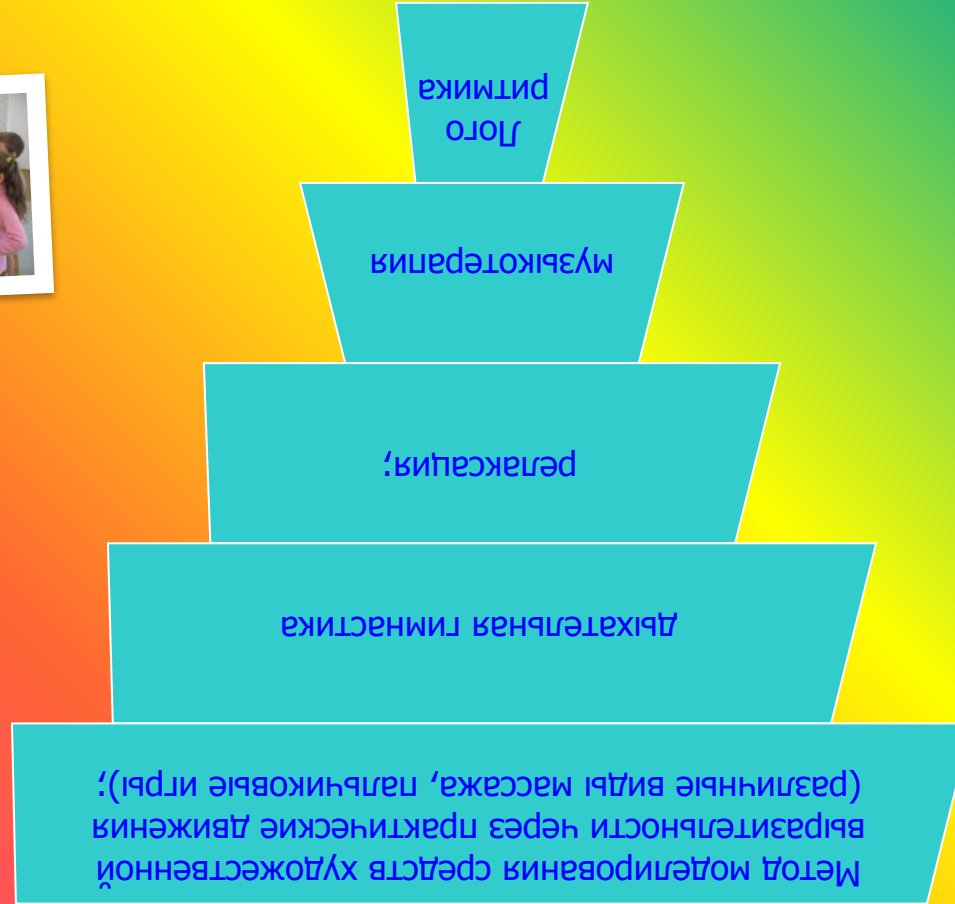 Метод моделирования средств художественной
выразительности через практические движения
(различные виды массажа, пальчиковые игры);
дыхательная гимнастика
релаксация;
музыкотерапия
Лого
ритмика